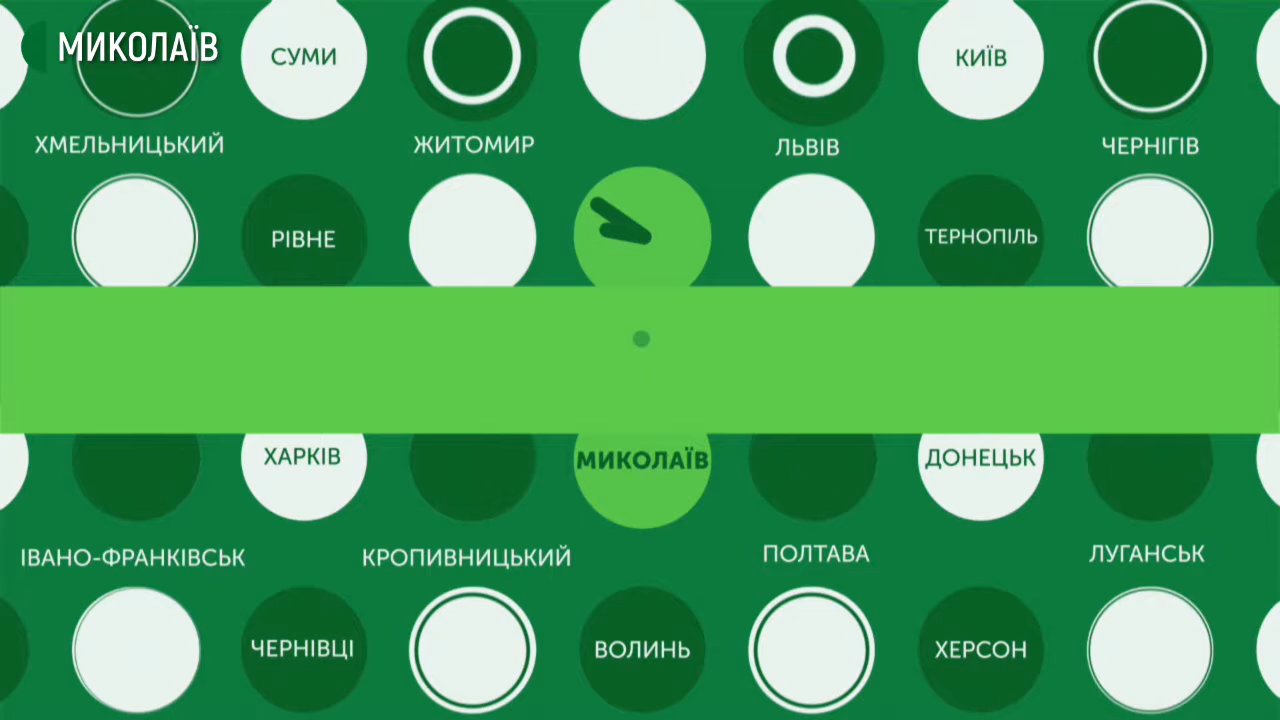 МИКОЛАЇВ
СУМИ
КИЇВ
ХМЕЛЬНИЦЬКИЙ
ЖИТОМИР
ЛЬВІВ
ЧЕРНІГІВ
РІВНЕ
ТЕРНОПІЛЬ
ХАРКІВ
МИКОЛАЇВ
ДОНЕЦЬК
ІВАНО-ФРАНКІВСЬК
КРОПИВНИЦЬКИЙ
ПОЛТАВА
ЛУГАНСЬК
ЧЕРНІВЦІ
ВОЛИНЬ
ХЕРСОН